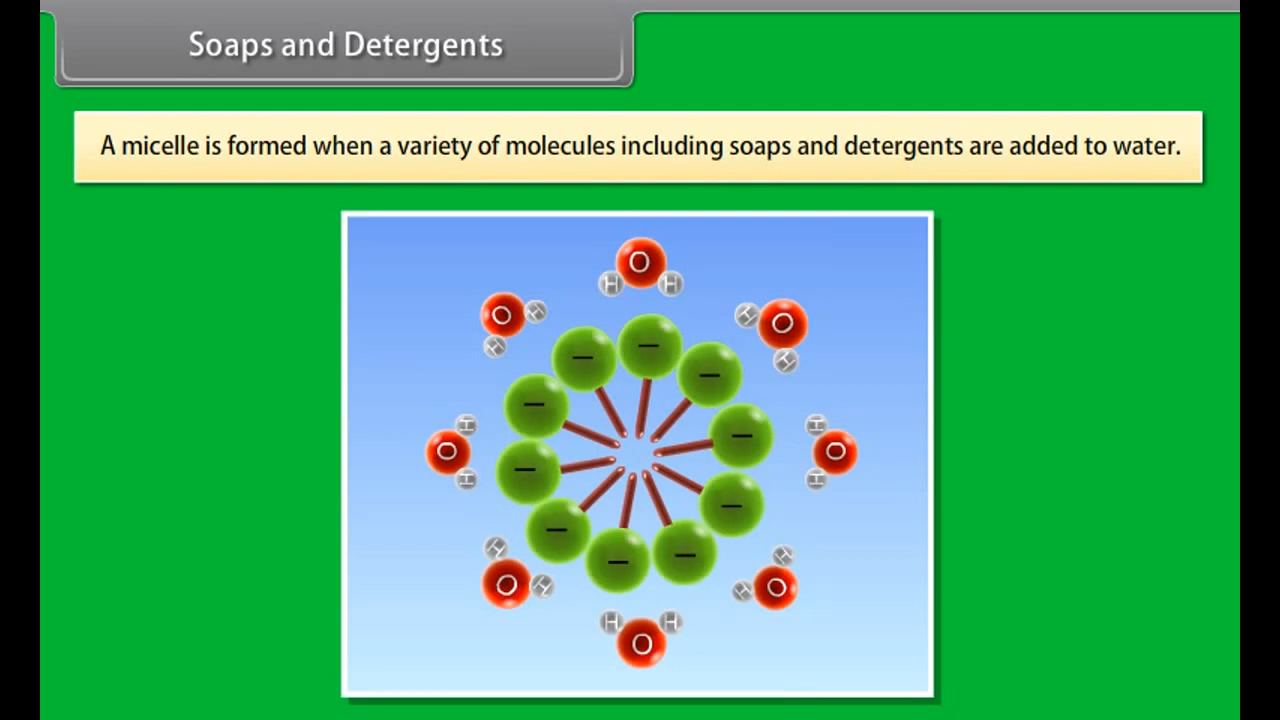 Soaps and Detergents
A micelle is formed when a variety of molecules including soaps and detergents are added to water.
O
H H
O H
H
H O
H
− − −
− −
− −
− −
− −
H
O
H
H
O
H
H
O H
H
H O
H H
O